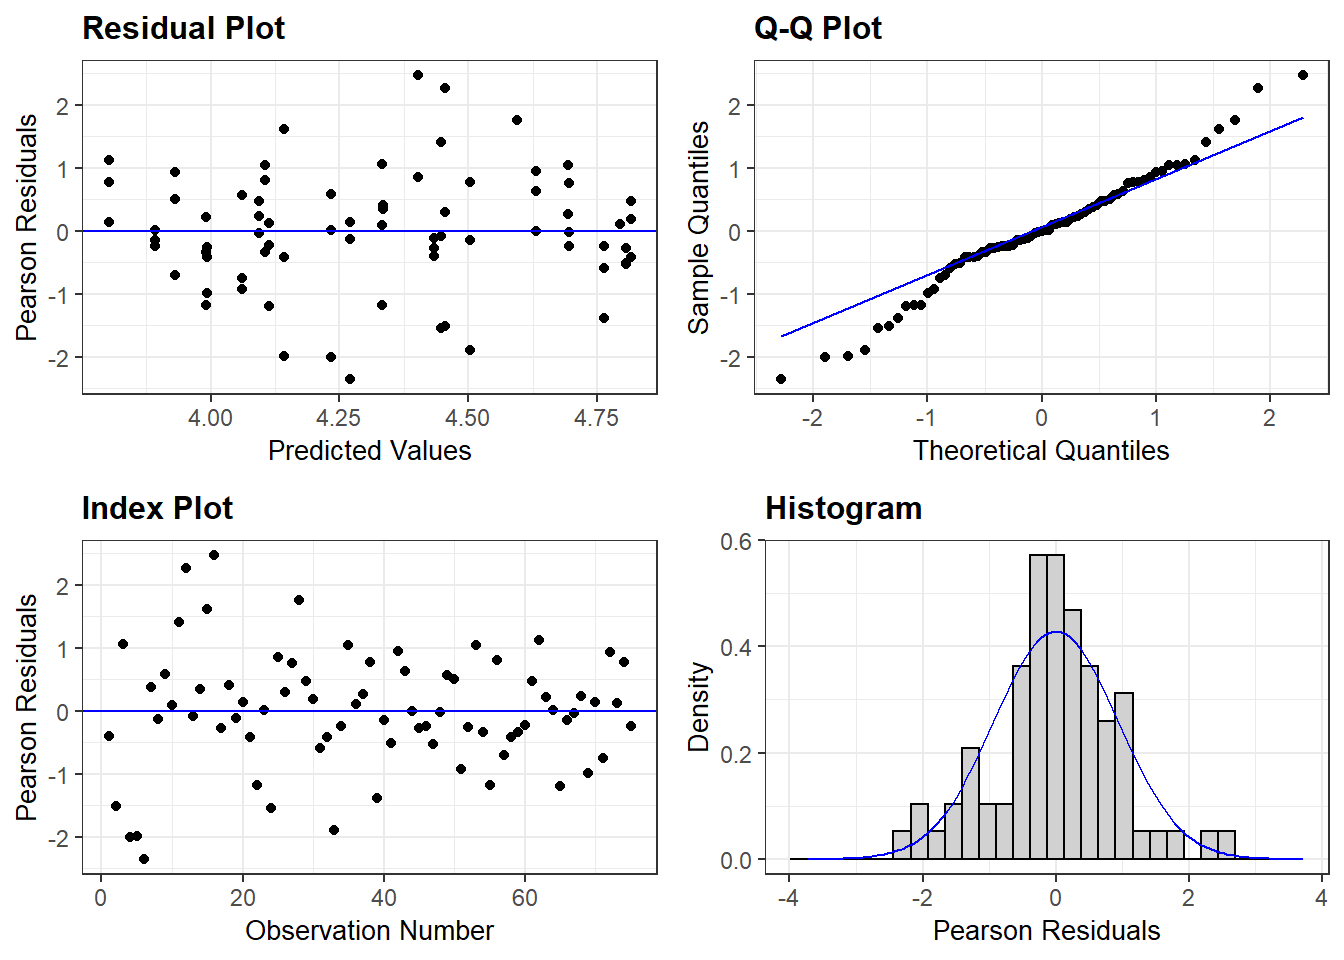 Residual Plot
2
1
0
-1
-2
Pearson Residuals
4.00 4.25 4.50 4.75
Predicted Values
Q-Q Plot
2
1
0
-1
-2
Sample Quantiles
-2 -1 0 1 2
Theoretical Quantiles
Index Plot
2
1
0
-1
-2
Pearson Residuals
0 20 40 60
Observation Number
Histogram
0.6
0.4
0.2
0.0
Density
-4 -2 0 2 4
Pearson Residuals